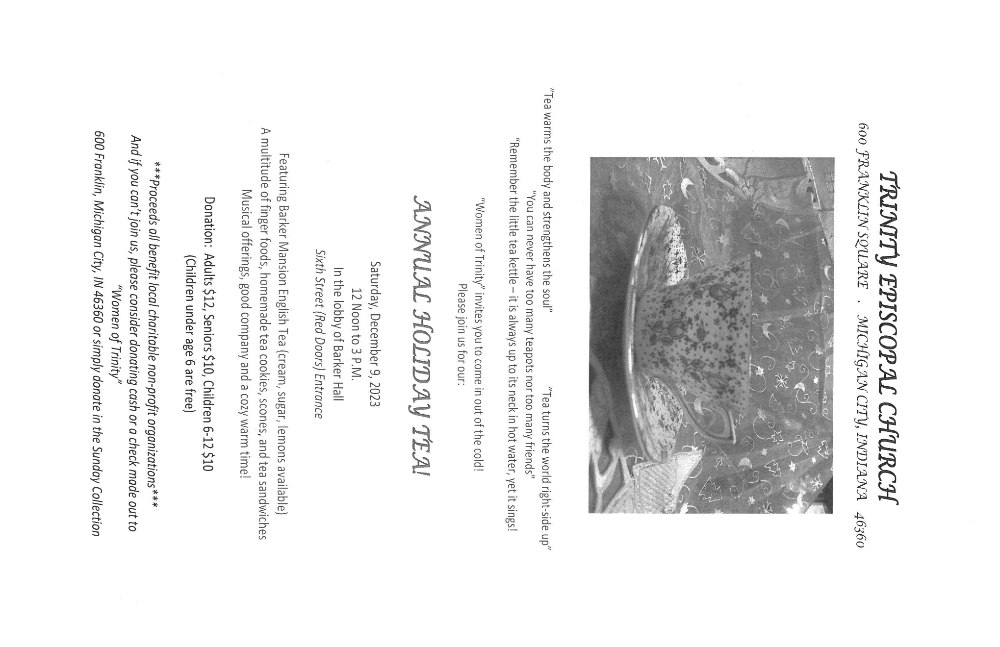 TRINITY EPISCOPAL CHURCH
600 FRANKLIN SQUARE . MICHIGAN CITY, INDIANA 46360
“Tea warms the body and strengthens the soul” “Tea turns the world right-side up”
“You can never have too many teapots nor too many friends”
“Remember the little tea kettle – it is always up to its neck in hot water, yet it sings!
“Women of Trinity” invites you to come in out of the cold!
Please join us for our:
ANNUAL HOLIDAY TEA!
Saturday, December 9, 2023
12 Noon to 3 P.M.
In the lobby of Barker Hall
Sixth Street (Red Doors) Entrance
Featuring Barker Mansion English Tea (cream, sugar, lemons available)
A multitude of finger foods, homemade tea cookies, scones, and tea sandwiches
Musical offerings, good company and a cozy warm time!
Donation: Adults $12, Seniors $10, Children 6-12 $10
(Children under age 6 are free)
***Proceeds all benefit local charitable non-profit organizations***
And if you can’t join us, please consider donating cash or a check made out to
“Women of Trinity”
600 Franklin, Michigan City, IN 46360 or simply donate in the Sunday Collection